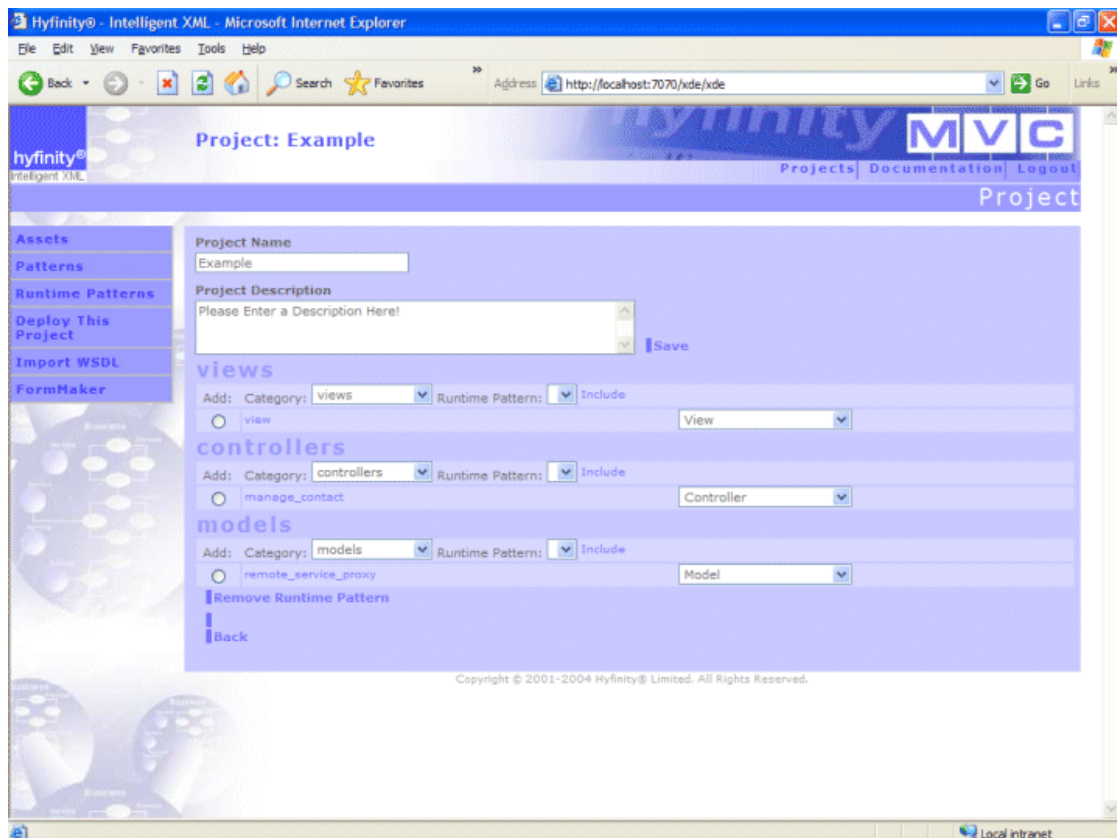 Hyfinity® - Intelligent XML - Microsoft Internet Explorer
File Edit View Favorites Tools Help
Back Search Favorites » Address http://localhost:7070/xde/xde Go Links »
hyfinity®
Intelligent XML
Project: Example
hyfinity MVC
Projects Documentation Logout
Project
Assets
Patterns
Runtime Patterns
Deploy This
Project
Import WSDL
FormMaker
Project Name
Example
Project Description
Please Enter a Description Here!
Save
views
Add: Category: views Runtime Pattern: Include
view View
controllers
Add: Category: controllers Runtime Pattern: Include
manage_contact Controller
models
Add: Category: models Runtime Pattern: Include
remote_service_proxy Model
Remove Runtime Pattern
Back
Copyright © 2001-2004 Hyfinity® Limited. All Rights Reserved.
Local intranet